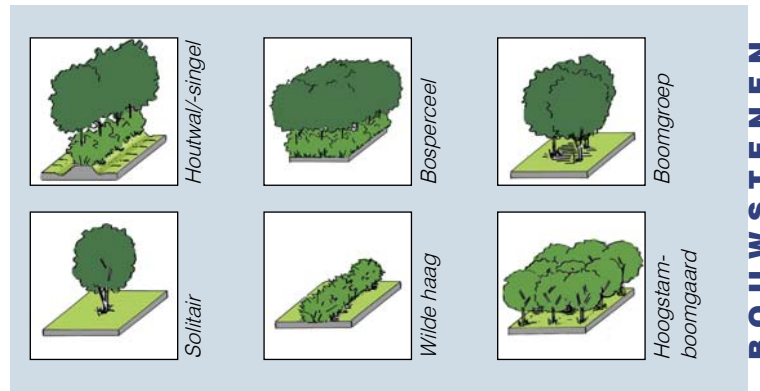 BOUWSTENEN
Houtwal/-singel
Bosperceel
Boomgroep
Solitair
Wilde haag
Hoogstam-
boomgaard